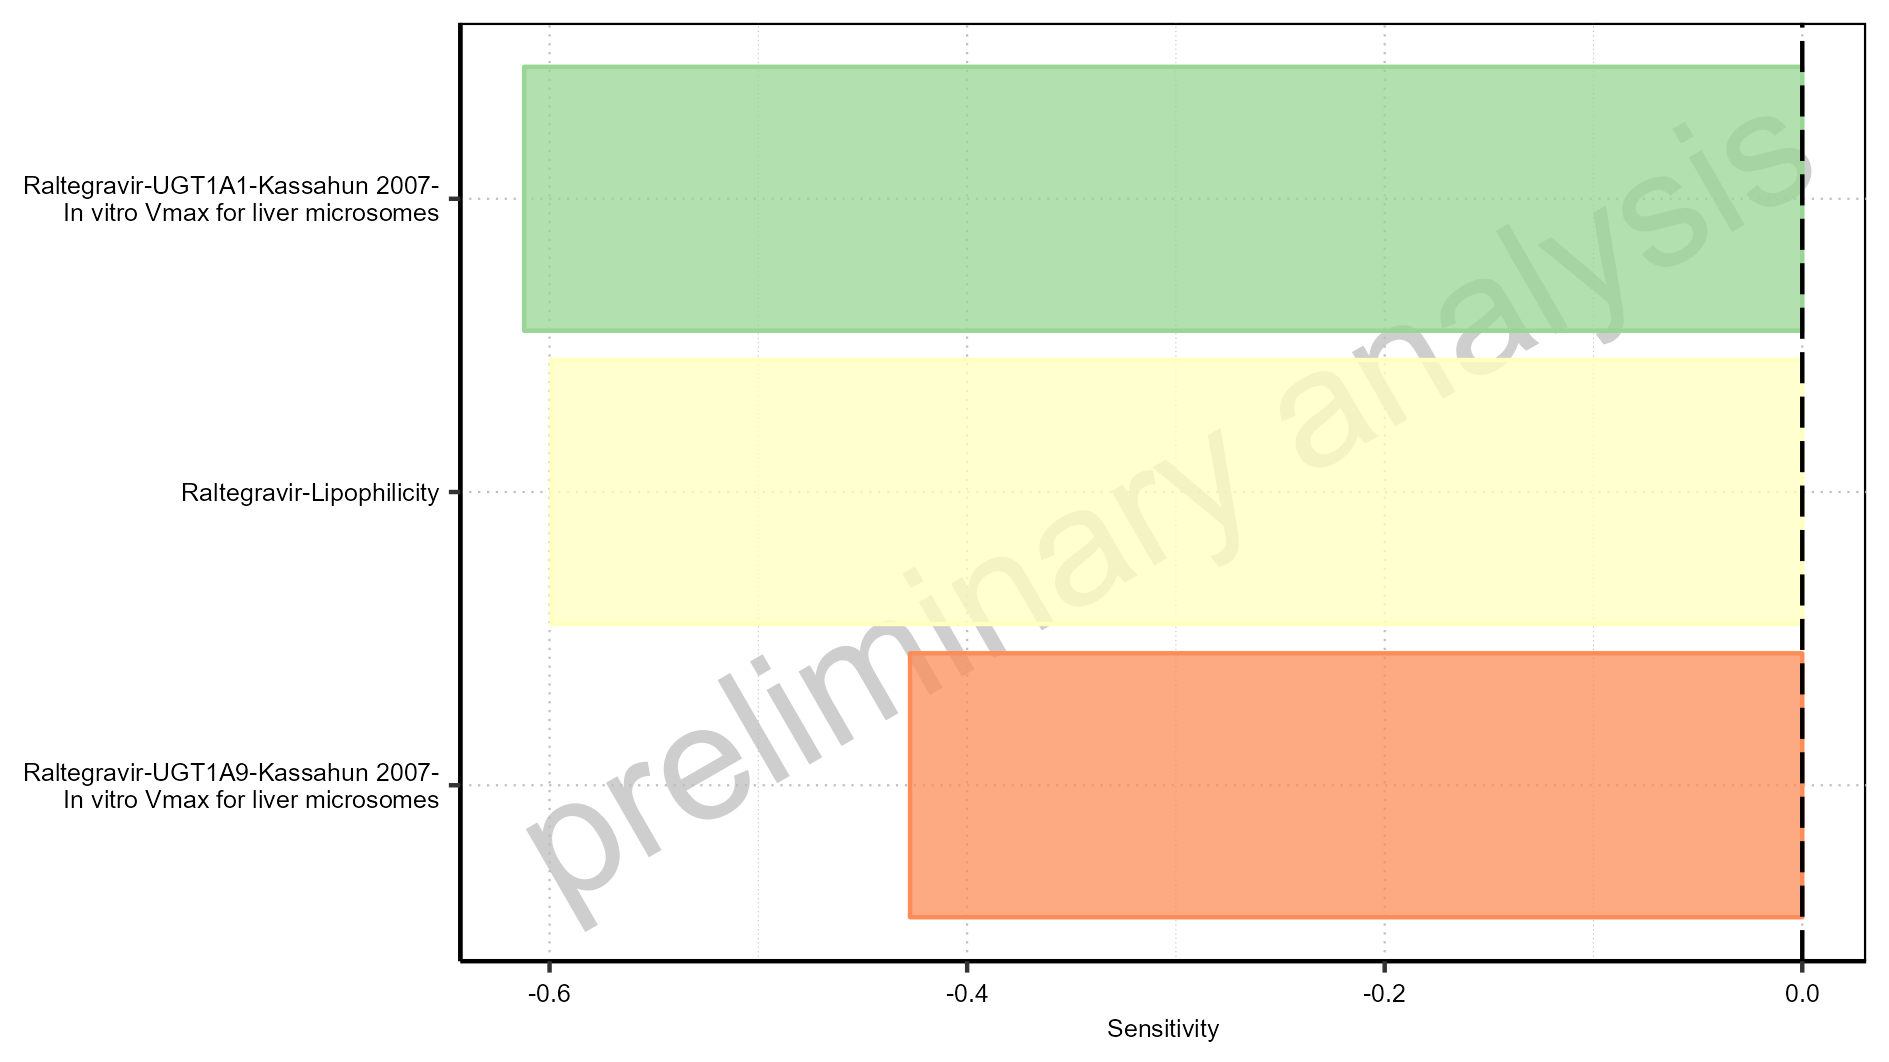 Raltegravir-UGT1A1-Kassahun 2007-
In vitro Vmax for liver microsomes
Raltegravir-Lipophilicity
Raltegravir-UGT1A9-Kassahun 2007-
In vitro Vmax for liver microsomes
preliminary analysis
-0.6
-0.4
-0.2
0.0
Sensitivity